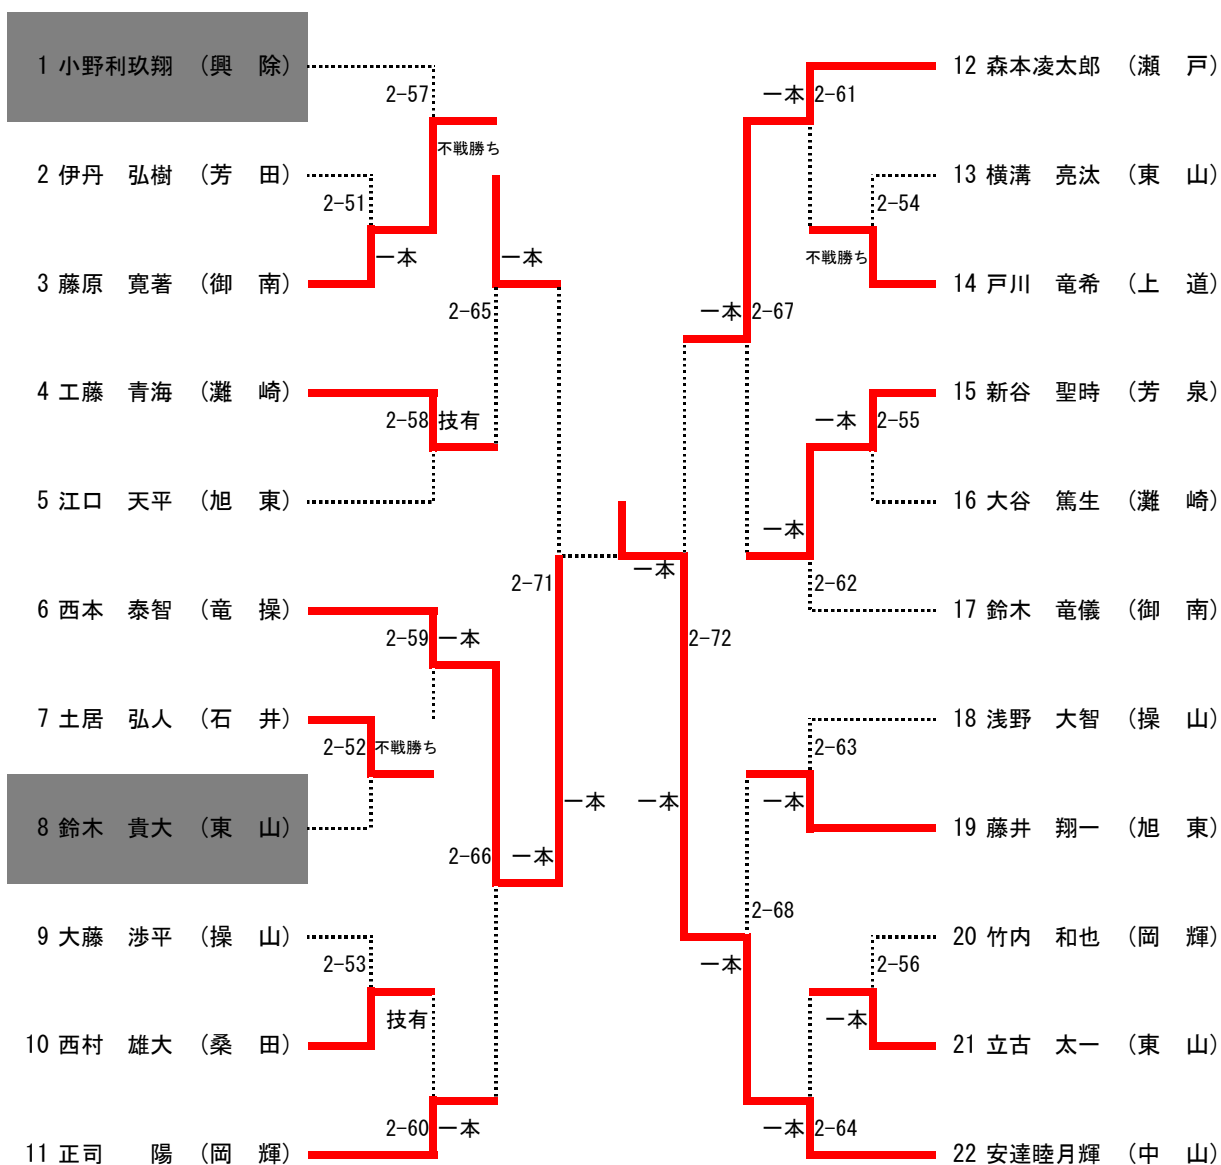 1 小野利玖翔 （興　除）
2-57
不戦勝ち
2 伊丹　弘樹 （芳　田）
2-51
一本
3 藤原　寛著 （御　南）
一本
2-65
4 工藤　青海 （灘　崎）
2-58 技有
5 江口　天平 （旭　東）
2-71
6 西本　泰智 （竜　操）
2-59 一本
7 土居　弘人 （石　井）
2-52 不戦勝ち
8 鈴木　貴大 （東　山）
一本
2-66 一本
9 大藤　渉平 （操　山）
2-53
技有
10 西村　雄大 （桑　田）
2-60 一本
11 正司　　陽 （岡　輝）
一本
2-72
一本
12 森本凌太郎 （瀬　戸）
一本 2-61
13 横溝　亮汰 （東　山）
2-54
不戦勝ち
14 戸川　竜希 （上　道）
一本 2-67
15 新谷　聖時 （芳　泉）
一本 2-55
16 大谷　篤生 （灘　崎）
一本
2-62
17 鈴木　竜儀 （御　南）
18 浅野　大智 （操　山）
2-63
一本
19 藤井　翔一 （旭　東）
2-68
一本
20 竹内　和也 （岡　輝）
2-56
一本
21 立古　太一 （東　山）
一本 2-64
22 安達睦月輝 （中　山）